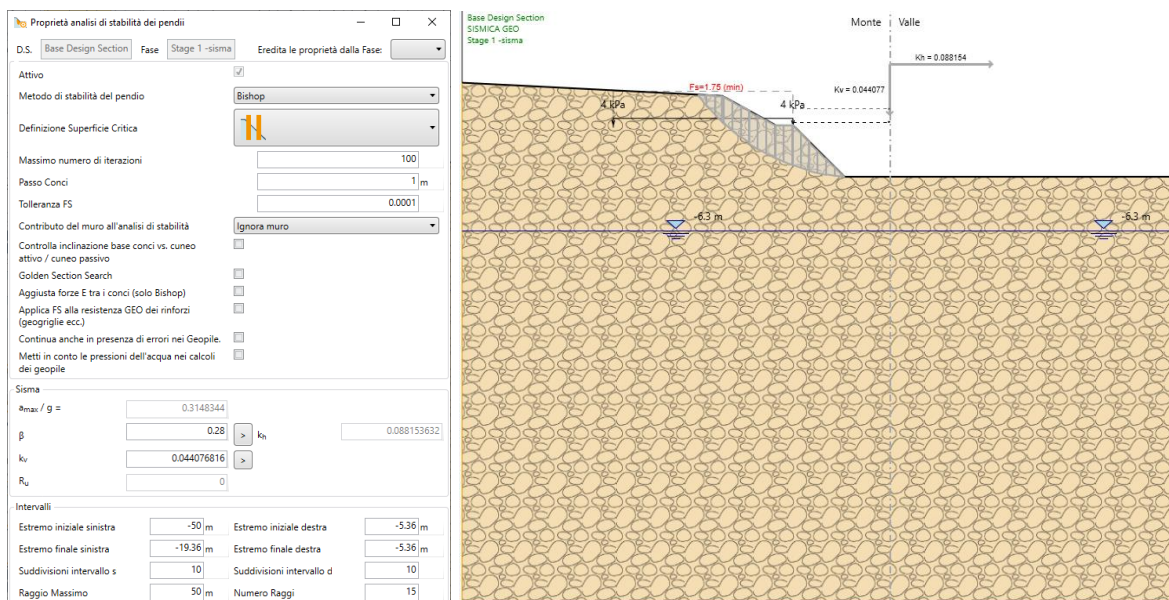 Proprietà analisi di stabilità dei pendii
D.S. Base Design Section Fase Stage 1 -sisma Eredita le proprietà dalla Fase:
Attivo
Metodo di stabilità del pendio Bishop
Definizione Superficie Critica
Massimo numero di iterazioni 100
Passo Conci 1 m
Tolleranza FS 0.0001
Contributo del muro all'analisi di stabilità Ignora muro
Controlla inclinazione base conci vs. cuneo
attivo / cuneo passivo
Golden Section Search
Aggiusta forze E tra i conci (solo Bishop)
Applica FS alla resistenza GEO dei rinforzi
(geogriglie ecc.)
Continua anche in presenza di errori nei Geopile.
Metti in conto le pressioni dell'acqua nei calcoli
dei geopile
Sisma
amax / g = 0.3148344
β 0.28 > kh 0.088153632
kv 0.044076816 >
Ru 0
Intervalli
Estremo iniziale sinistra -50 m Estremo iniziale destra -5.36 m
Estremo finale sinistra -19.36 m Estremo finale destra -5.36 m
Suddivisioni intervallo s 10 Suddivisioni intervallo d 10
Raggio Massimo 50 m Numero Raggi 15
Base Design Section
SISMICA GEO
Stage 1 -sisma
Monte Valle
Kh = 0.088154
Kv = 0.044077
Fs=1.75 (min)
4 kPa 4 kPa
-6.3 m -6.3 m